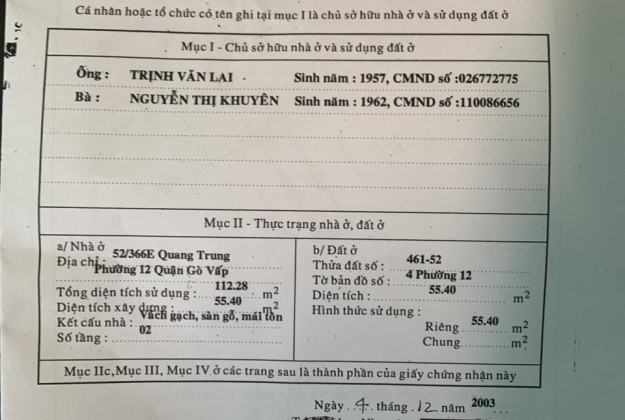 Cá nhân hoặc tổ chức có tên ghi tại mục I là chủ sở hữu nhà ở và sử dụng đất ở
Mục I - Chủ sở hữu nhà ở và sử dụng đất ở
Ông : TRỊNH VĂN LAI Sinh năm : 1957, CMND số :026772775
Bà : NGUYỄN THỊ KHUYÊN Sinh năm : 1962, CMND số :110086656
Mục II - Thực trạng nhà ở, đất ở
a/ Nhà ở
Địa chỉ : 52/366E Quang Trung
Phường 12 Quận Gò Vấp
Tổng diện tích sử dụng : 112.28 m2
Diện tích xây dựng : 55.40 m2
Kết cấu nhà : Vách gạch, sàn gỗ, mái tôn
Số tầng : 02
b/ Đất ở
Thửa đất số : 461-52
Tờ bản đồ số : 4 Phường 12
Diện tích : 55.40 m2
Hình thức sử dụng :
Riêng 55.40 m2
Chung m2
Mục IIc,Mục III, Mục IV ở các trang sau là thành phần của giấy chứng nhận này
Ngày 4 tháng 12 năm 2003